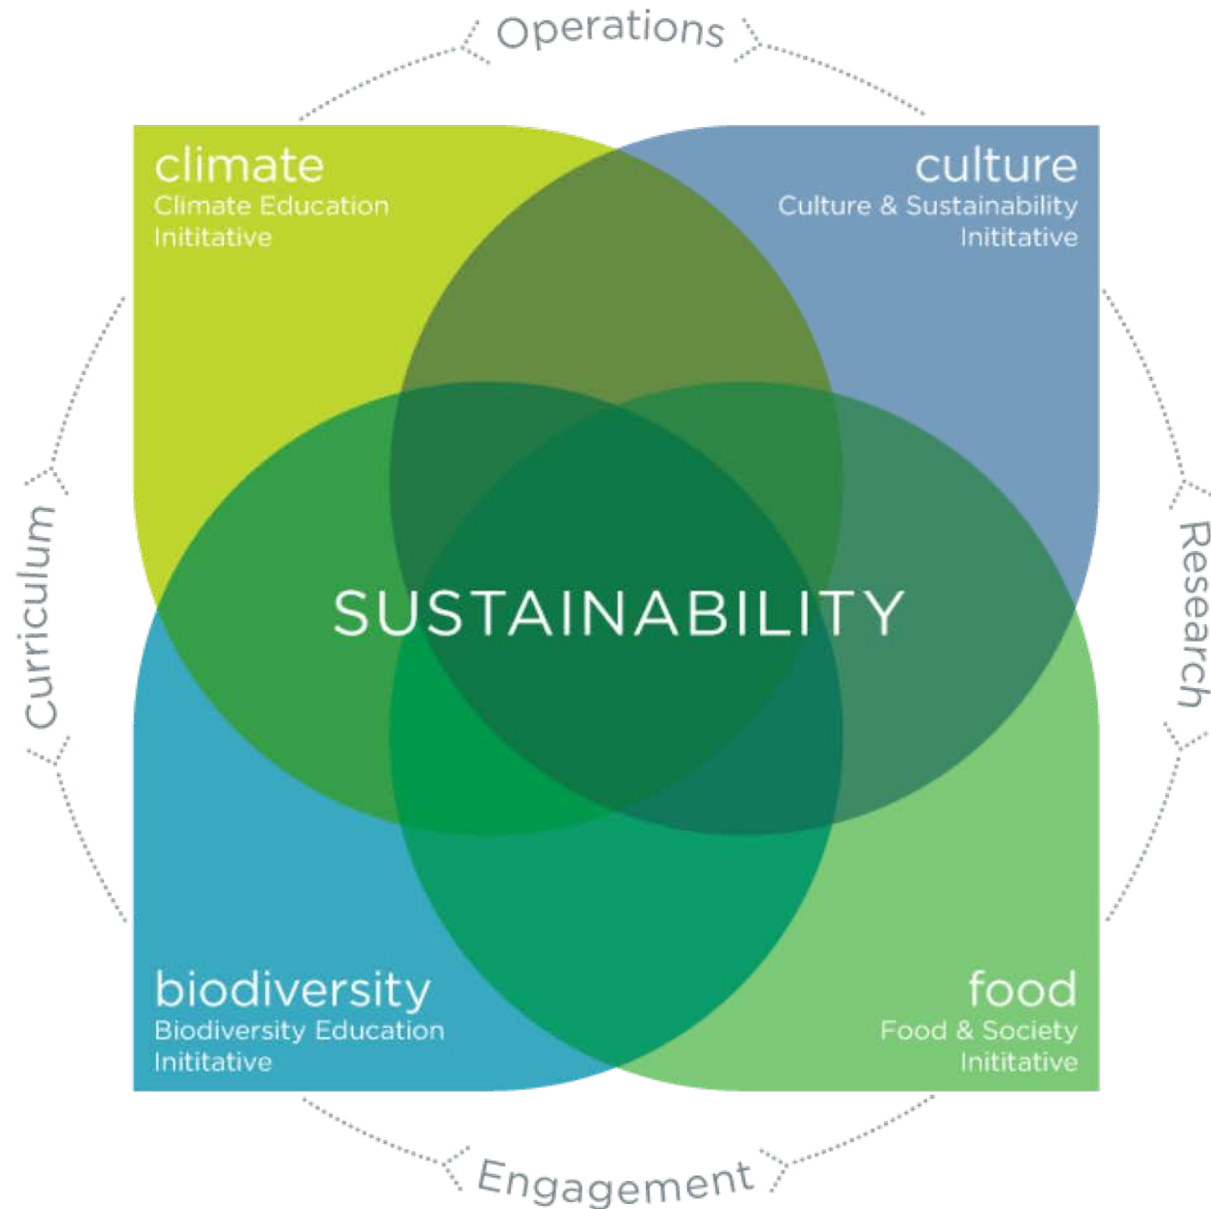 Operations
climate
Climate Education
Inititative
culture
Culture & Sustainability
Inititative
Curriculum
SUSTAINABILITY
Research
biodiversity
Biodiversity Education
Inititative
food
Food & Society
Inititative
Engagement